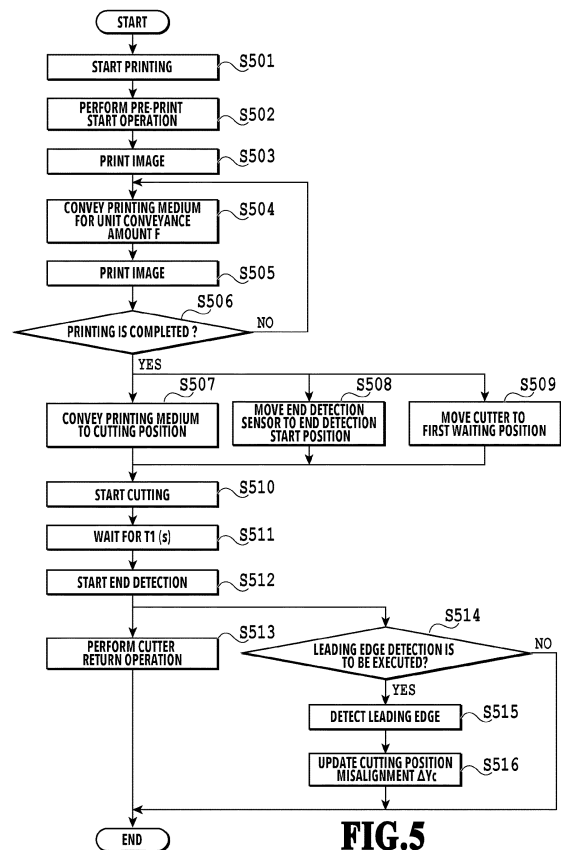 START
START PRINTING
S501
PERFORM PRE-PRINT
START OPERATION
S502
PRINT IMAGE
S503
CONVEY PRINTING MEDIUM
FOR UNIT CONVEYANCE
AMOUNT F
S504
PRINT IMAGE
S505
S506
PRINTING IS COMPLETED ?
NO
YES
S507
CONVEY PRINTING MEDIUM
TO CUTTING POSITION
S508
MOVE END DETECTION
SENSOR TO END DETECTION
START POSITION
S509
MOVE CUTTER TO
FIRST WAITING POSITION
START CUTTING
S510
WAIT FOR T1 (s)
S511
START END DETECTION
S512
S513
PERFORM CUTTER
RETURN OPERATION
S514
LEADING EDGE DETECTION IS
TO BE EXECUTED?
NO
YES
DETECT LEADING EDGE
S515
UPDATE CUTTING POSITION
MISALIGNMENT ΔYc
S516
END
FIG.5